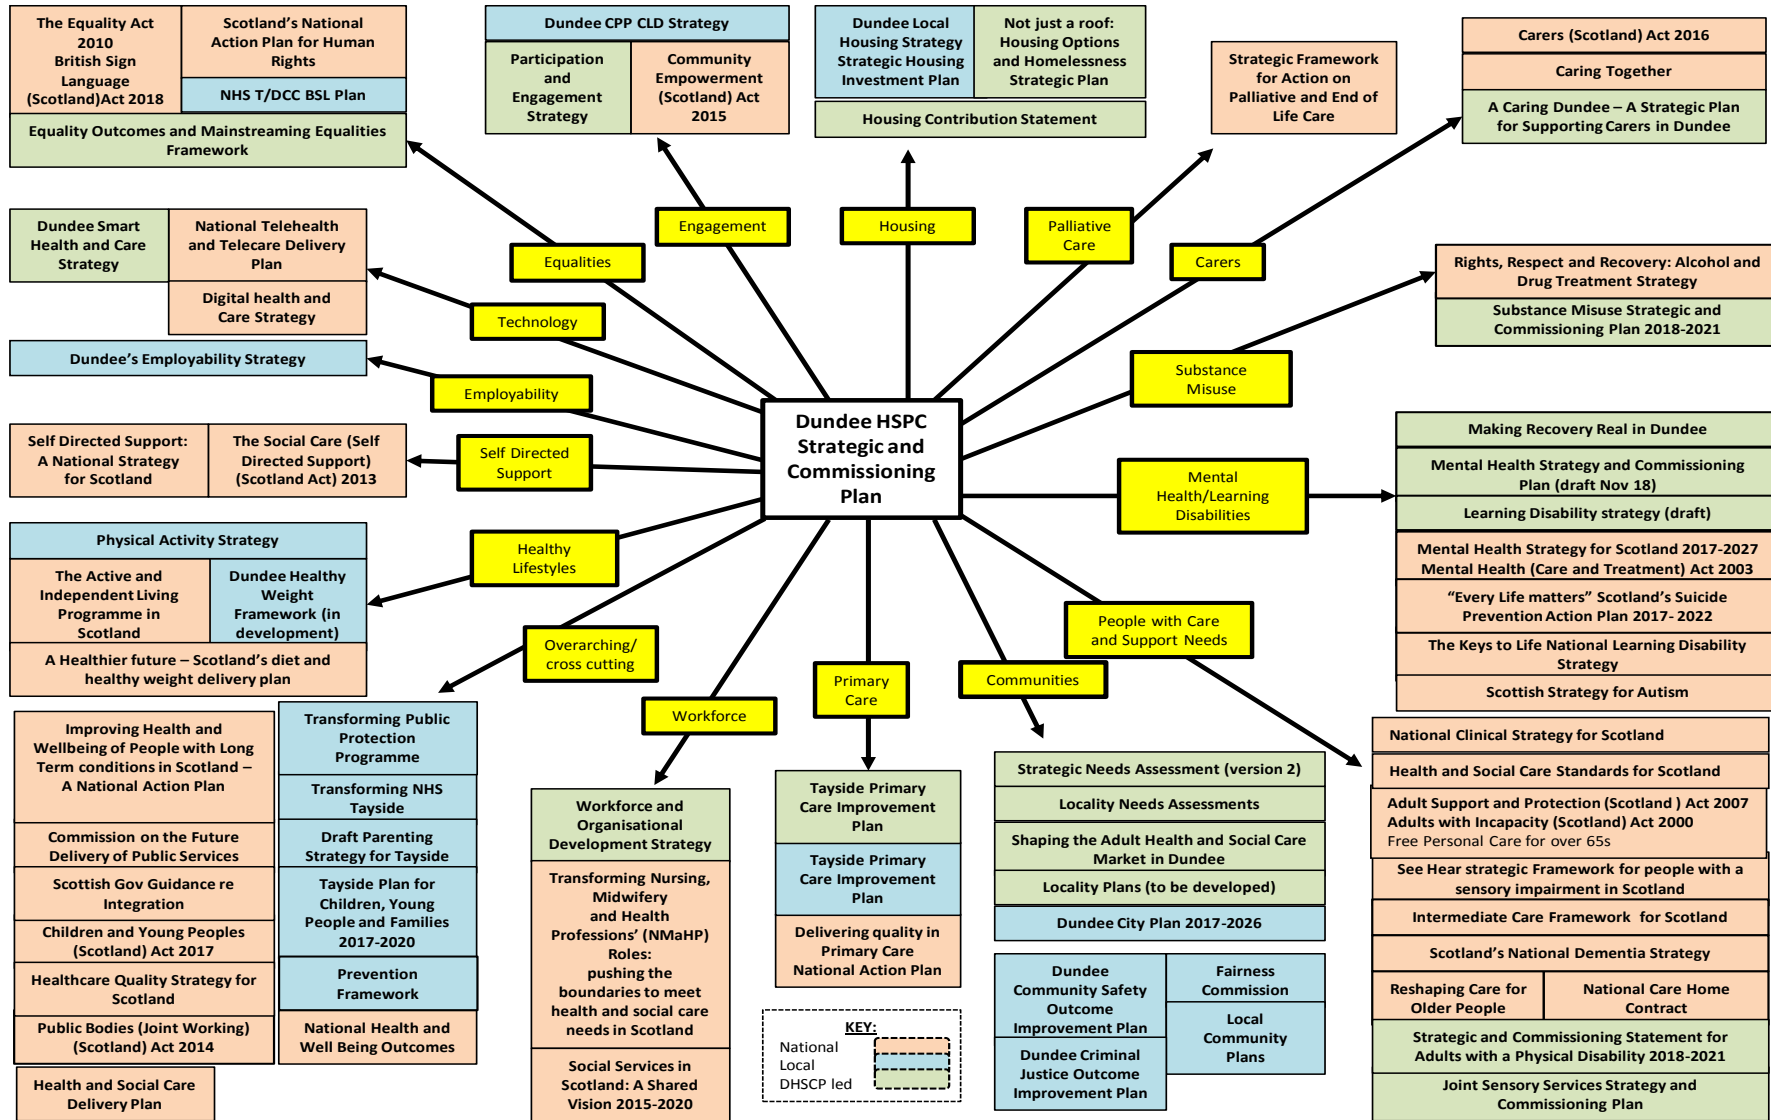 The Equality Act
2010
British Sign
Language
(Scotland)Act 2018
Scotland's National
Action Plan for Human
Rights
NHS T/DCC BSL Plan
Equality Outcomes and Mainstreaming Equalities
Framework
Dundee CPP CLD Strategy
Participation
and
Engagement
Strategy
Community
Empowerment
(Scotland) Act
2015
Dundee Local
Housing Strategy
Strategic Housing
Investment Plan
Not just a roof:
Housing Options
and Homelessness
Strategic Plan
Housing Contribution Statement
Strategic Framework
for Action on
Palliative and End of
Life Care
Carers (Scotland) Act 2016
Caring Together
A Caring Dundee – A Strategic Plan
for Supporting Carers in Dundee
Engagement
Housing
Palliative
Care
Equalities
Carers
Dundee Smart
Health and Care
Strategy
National Telehealth
and Telecare Delivery
Plan
Digital health and
Care Strategy
Technology
Rights, Respect and Recovery: Alcohol and
Drug Treatment Strategy
Substance Misuse Strategic and
Commissioning Plan 2018-2021
Substance
Misuse
Dundee's Employability Strategy
Employability
Dundee HSPC
Strategic and
Commissioning
Plan
Self Directed Support:
A National Strategy
for Scotland
The Social Care (Self
Directed Support)
(Scotland Act) 2013
Self Directed
Support
Mental
Health/Learning
Disabilities
Making Recovery Real in Dundee
Mental Health Strategy and Commissioning
Plan (draft Nov 18)
Learning Disability strategy (draft)
Mental Health Strategy for Scotland 2017-2027
Mental Health (Care and Treatment) Act 2003
“Every Life matters” Scotland's Suicide
Prevention Action Plan 2017- 2022
The Keys to Life National Learning Disability
Strategy
Scottish Strategy for Autism
Physical Activity Strategy
The Active and
Independent Living
Programme in
Scotland
Dundee Healthy
Weight
Framework (in
development)
A Healthier future – Scotland's diet and
healthy weight delivery plan
Healthy
Lifestyles
Overarching/
cross cutting
Workforce
Primary
Care
Communities
People with Care
and Support Needs
Improving Health and
Wellbeing of People with Long
Term conditions in Scotland –
A National Action Plan
Commission on the Future
Delivery of Public Services
Scottish Gov Guidance re
Integration
Children and Young Peoples
(Scotland) Act 2017
Healthcare Quality Strategy for
Scotland
Public Bodies (Joint Working)
(Scotland) Act 2014
Health and Social Care
Delivery Plan
Transforming Public
Protection
Programme
Transforming NHS
Tayside
Draft Parenting
Strategy for Tayside
Tayside Plan for
Children, Young
People and Families
2017-2020
Prevention
Framework
National Health and
Well Being Outcomes
Workforce and
Organisational
Development Strategy
Transforming Nursing,
Midwifery
and Health
Professions' (NMaHP)
Roles:
pushing the
boundaries to meet
health and social care
needs in Scotland
Social Services in
Scotland: A Shared
Vision 2015-2020
Tayside Primary
Care Improvement
Plan
Tayside Primary
Care Improvement
Plan
Delivering quality in
Primary Care
National Action Plan
KEY:
National
Local
DHSCP led
Strategic Needs Assessment (version 2)
Locality Needs Assessments
Shaping the Adult Health and Social Care
Market in Dundee
Locality Plans (to be developed)
Dundee City Plan 2017-2026
Dundee
Community Safety
Outcome
Improvement Plan
Fairness
Commission
Dundee Criminal
Justice Outcome
Improvement Plan
Local
Community
Plans
National Clinical Strategy for Scotland
Health and Social Care Standards for Scotland
Adult Support and Protection (Scotland ) Act 2007
Adults with Incapacity (Scotland) Act 2000
Free Personal Care for over 65s
See Hear strategic Framework for people with a
sensory impairment in Scotland
Intermediate Care Framework for Scotland
Scotland's National Dementia Strategy
Reshaping Care for
Older People
National Care Home
Contract
Strategic and Commissioning Statement for
Adults with a Physical Disability 2018-2021
Joint Sensory Services Strategy and
Commissioning Plan